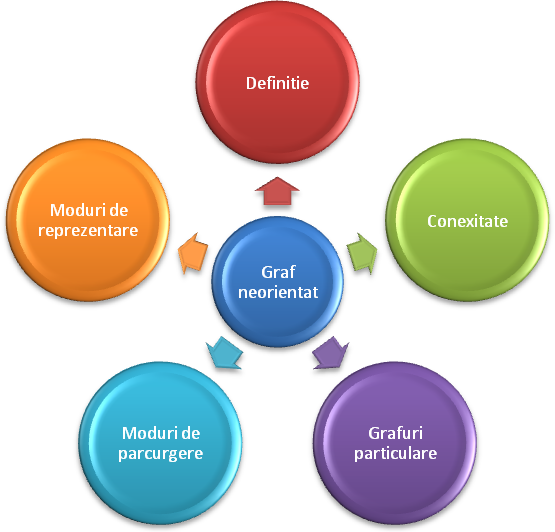 Definitie
Moduri de
reprezentare
Conexitate
Graf
neorientat
Moduri de
parcurgere
Grafuri
particulare